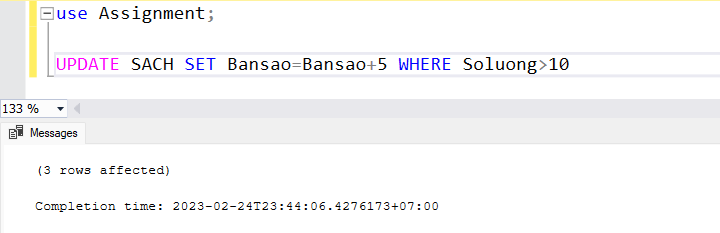 use Assignment;
UPDATE SACH SET Bansao=Bansao+5 WHERE Soluong>10
133 %
Messages
(3 rows affected)
Completion time: 2023-02-24T23:44:06.4276173+07:00